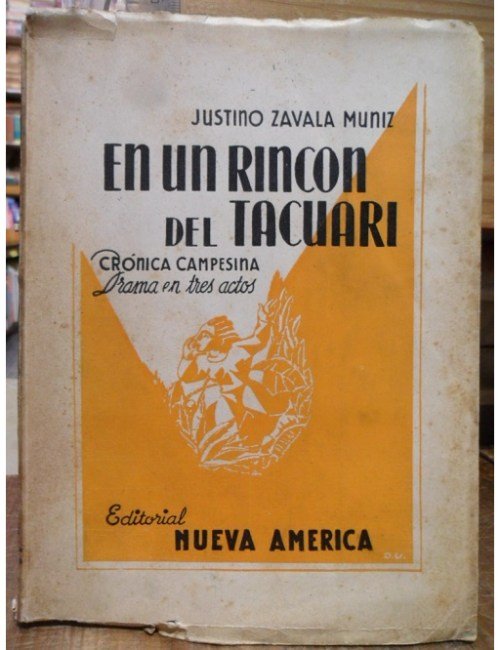 JUSTINO ZAVALA MUNIZ
EN UN RINCON
DEL TACUARI
CRÓNICA CAMPESINA
Drama en tres actos
Editorial
NUEVA AMERICA